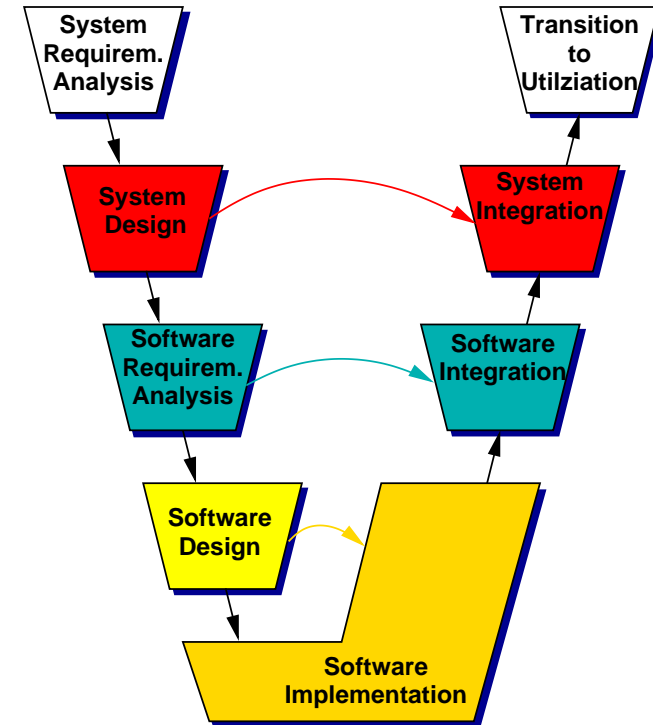 System
Requirem.
Analysis
Transition
to
Utilziation
System
Design
System
Integration
Software
Requirem.
Analysis
Software
Integration
Software
Design
Software
Implementation